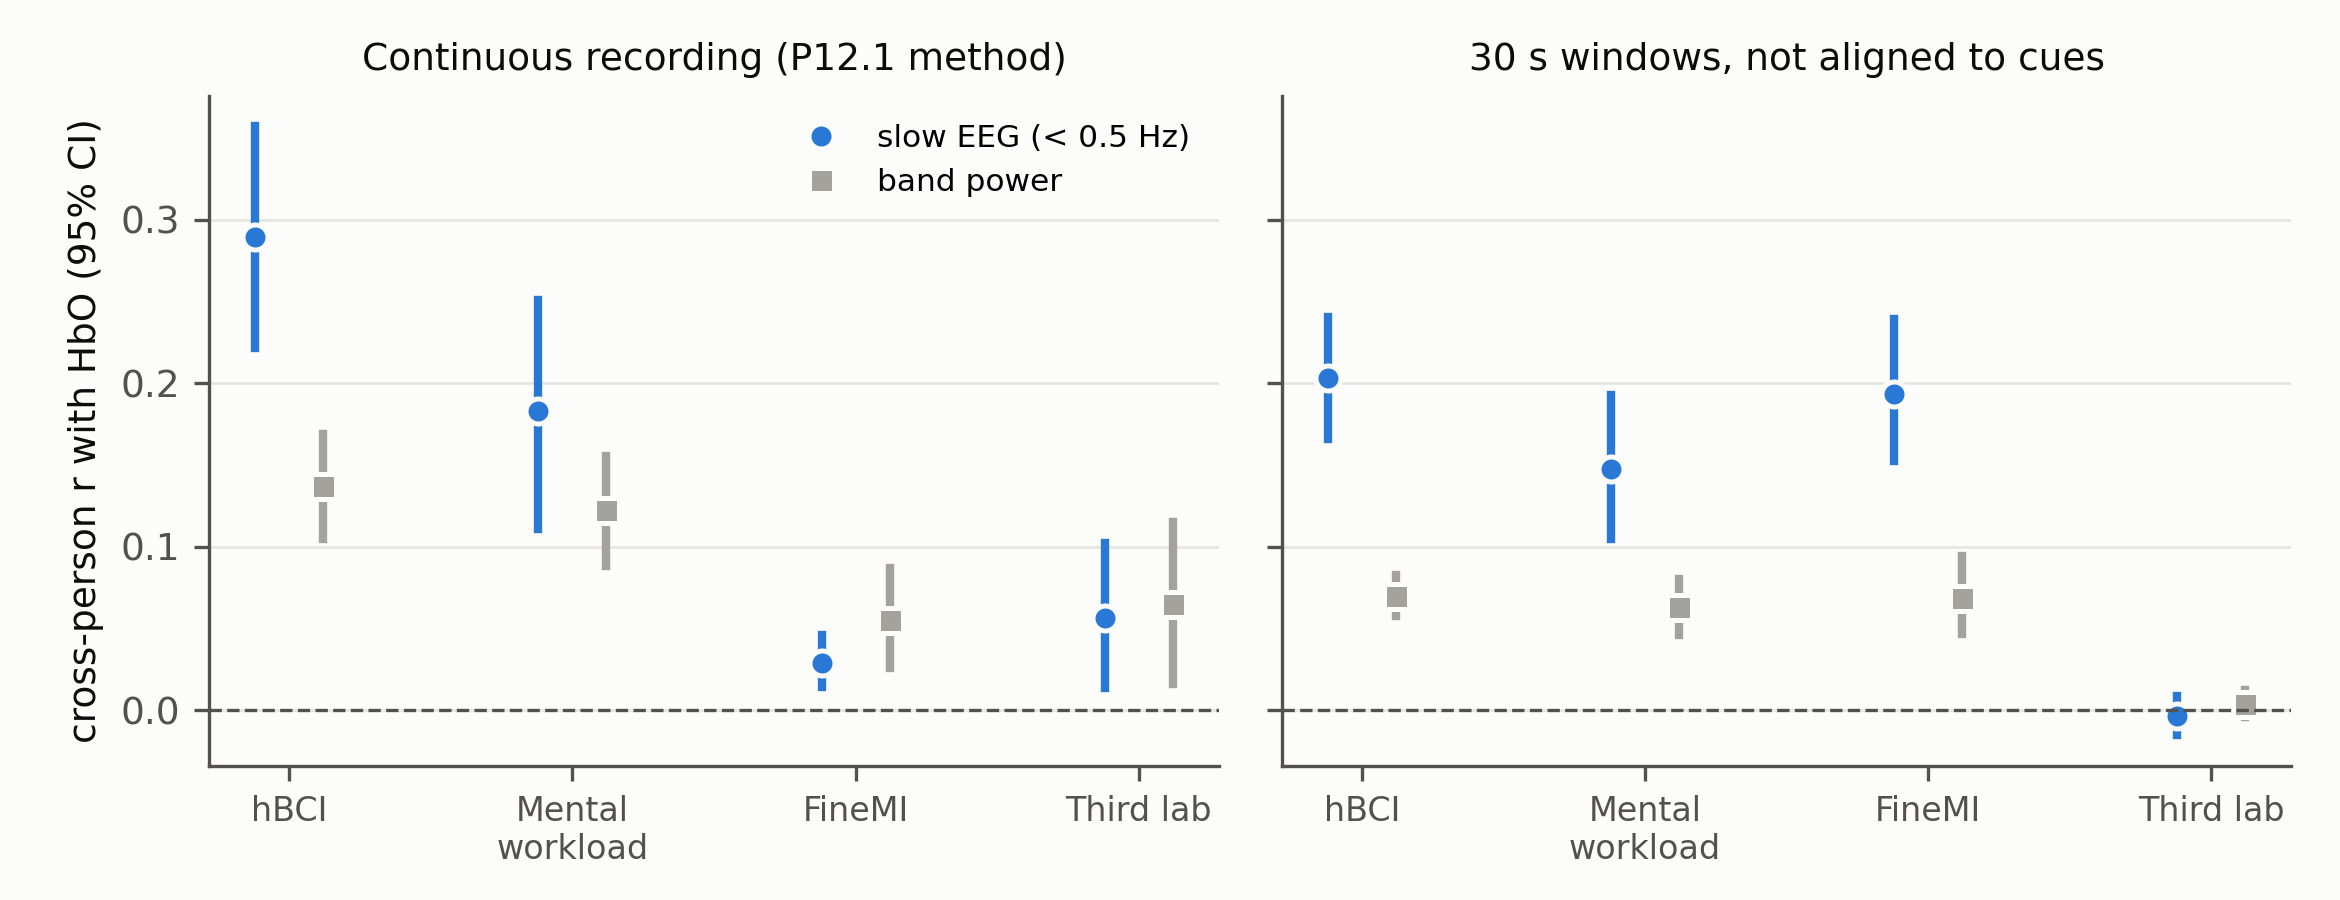 Continuous recording (P12.1 method)
30 s windows, not aligned to cues
cross-person r with HbO (95% CI)
slow EEG (< 0.5 Hz)
band power
0.3
0.2
0.1
0.0
hBCI
Mental
workload
FineMI
Third lab
hBCI
Mental
workload
FineMI
Third lab